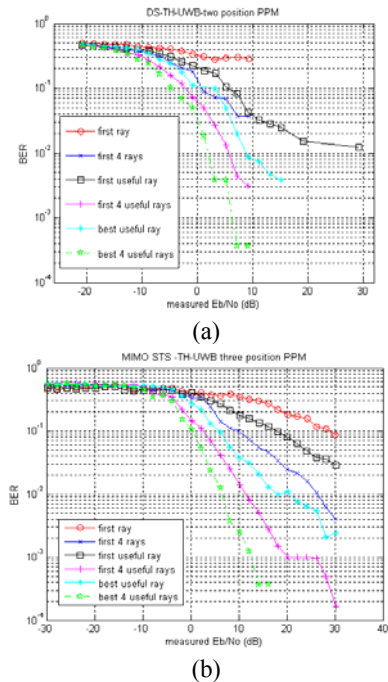 DS-TH-UWB-two position PPM
10^0
10^-1
10^-2
10^-3
10^-4
BER
first ray
first 4 rays
first useful ray
first 4 useful rays
best useful ray
best 4 useful rays
-20 -10 0 10 20 30
measured Eb/No (dB)
(a)
MIMO STS -TH-UWB three position PPM
10^0
10^-1
10^-2
10^-3
10^-4
BER
first ray
first 4 rays
first useful ray
first 4 useful rays
best useful ray
best 4 useful rays
-30 -20 -10 0 10 20 30 40
measured Eb/No (dB)
(b)